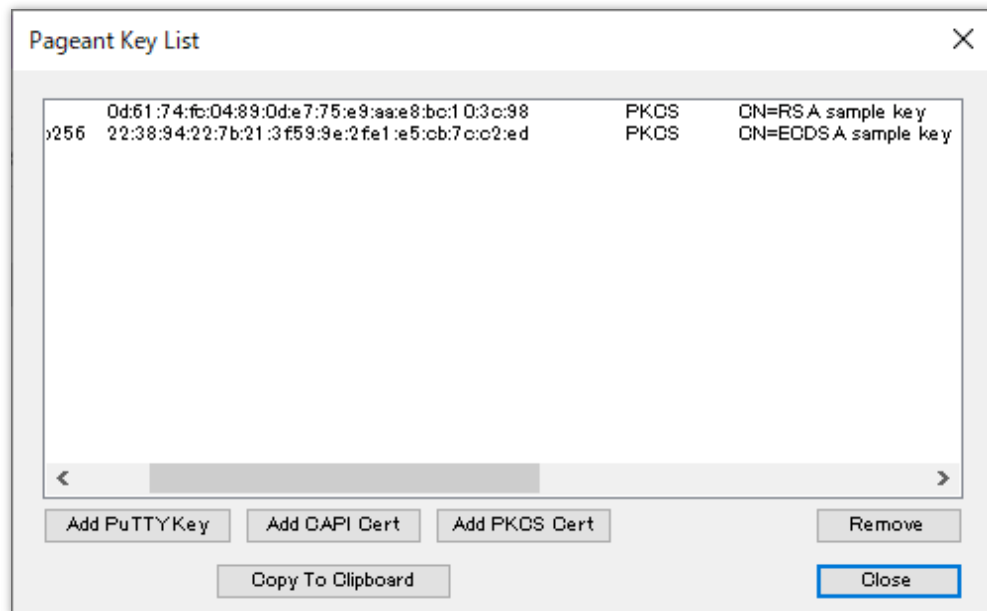 Pageant Key List
0d:61:74:fc:04:89:0d:e7:75:e9:aa:e8:bc:10:3c:98 PKCS CN=RSA sample key
p256 22:38:94:22:7b:21:3f:59:9e:2f:e1:e5:cb:7c:c2:ed PKCS CN=ECDSA sample key
Add PuTTY Key Add CAPI Cert Add PKCS Cert Remove
Copy To Clipboard Close